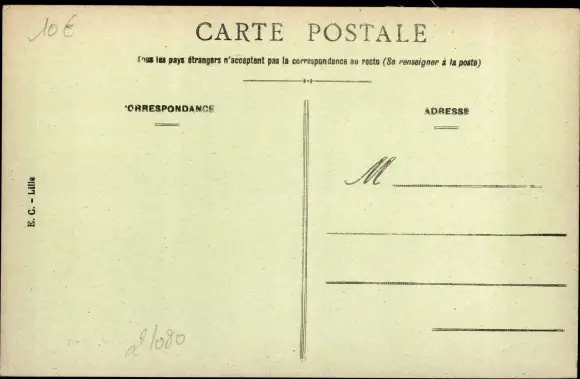 10€
CARTE POSTALE
Tous les pays étrangers n'acceptent pas la correspondance au recto (Se renseigner à la poste)
CORRESPONDANCE
ADRESSE
M
E. C. - Lille
21080